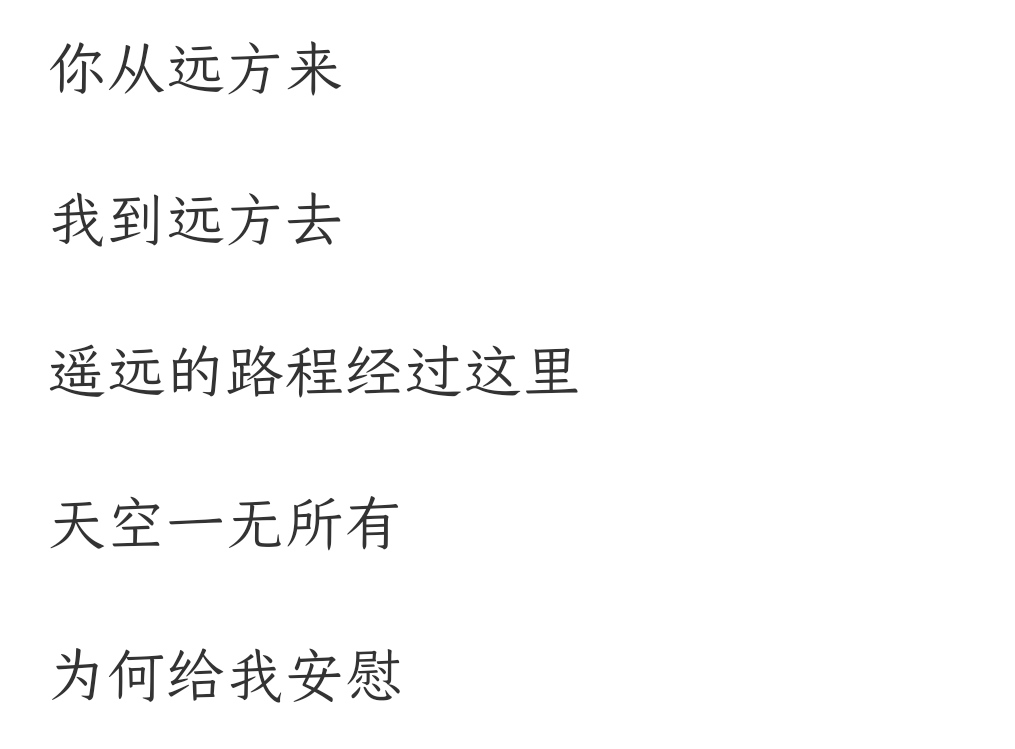 你从远方来
我到远方去
遥远的路程经过这里
天空一无所有
为何给我安慰